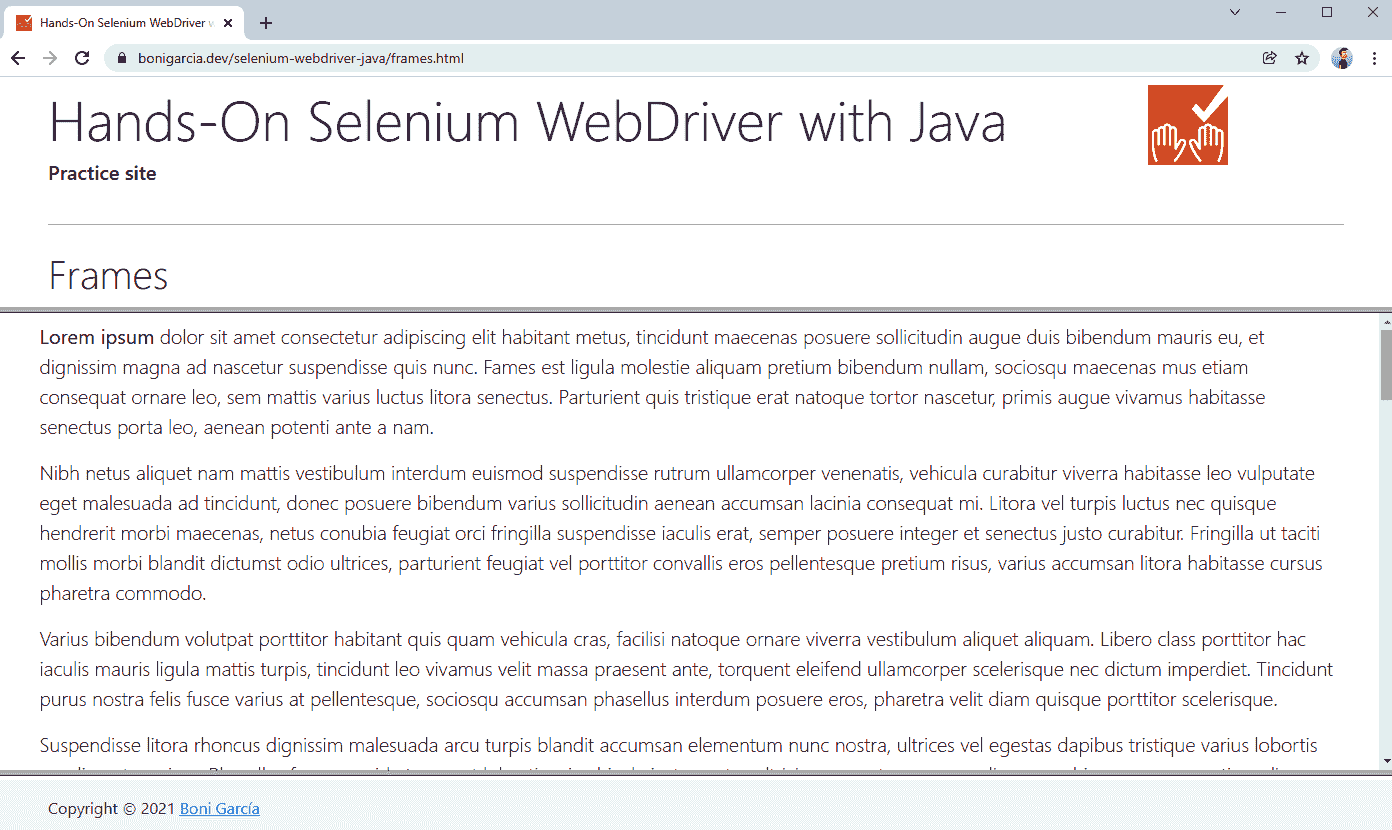 Hands-On Selenium WebDriver
bonigarcia.dev/selenium-webdriver-java/frames.html
Hands-On Selenium WebDriver with Java
Practice site
Frames
Lorem ipsum dolor sit amet consectetur adipiscing elit habitant metus, tincidunt maecenas posuere sollicitudin augue duis bibendum mauris eu, et
dignissim magna ad nascetur suspendisse quis nunc. Fames est ligula molestie aliquam pretium bibendum nullam, sociosqu maecenas mus etiam
consequat ornare leo, sem mattis varius luctus litora senectus. Parturient quis tristique erat natoque tortor nascetur, primis augue vivamus habitasse
senectus porta leo, aenean potenti ante a nam.
Nibh netus aliquet nam mattis vestibulum interdum euismod suspendisse rutrum ullamcorper venenatis, vehicula curabitur viverra habitasse leo vulputate
eget malesuada ad tincidunt, donec posuere bibendum varius sollicitudin aenean accumsan lacinia consequat mi. Litora vel turpis luctus nec quisque
hendrerit morbi maecenas, netus conubia feugiat orci fringilla suspendisse iaculis erat, semper posuere integer et senectus justo curabitur. Fringilla ut taciti
mollis morbi blandit dictumst odio ultrices, parturient feugiat vel porttitor convallis eros pellentesque pretium risus, varius accumsan litora habitasse cursus
pharetra commodo.
Varius bibendum volutpat porttitor habitant quis quam vehicula cras, facilisi natoque ornare viverra vestibulum aliquet aliquam. Libero class porttitor hac
iaculis mauris ligula mattis turpis, tincidunt leo vivamus velit massa praesent ante, torquent eleifend ullamcorper scelerisque nec dictum imperdiet. Tincidunt
purus nostra felis fusce varius at pellentesque, sociosqu accumsan phasellus interdum posuere eros, pharetra velit diam quisque porttitor scelerisque.
Suspendisse litora rhoncus dignissim malesuada arcu turpis blandit accumsan elementum nunc nostra, ultrices vel egestas dapibus tristique varius lobortis
Copyright © 2021 Boni García